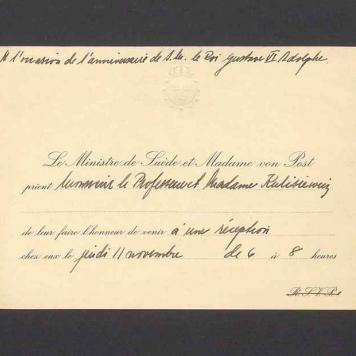 A l'occasion de l'anniversaire de S.M. le Roi Gustave VI Adolphe.
Le Ministre de Suède et Madame von Post
prient Monsieur le Professeur et Madame Kulisiewicz
de leur faire l'honneur de venir à une réception
chez eux le jeudi 11 novembre de 6 à 8 heures
R.S.V.P.